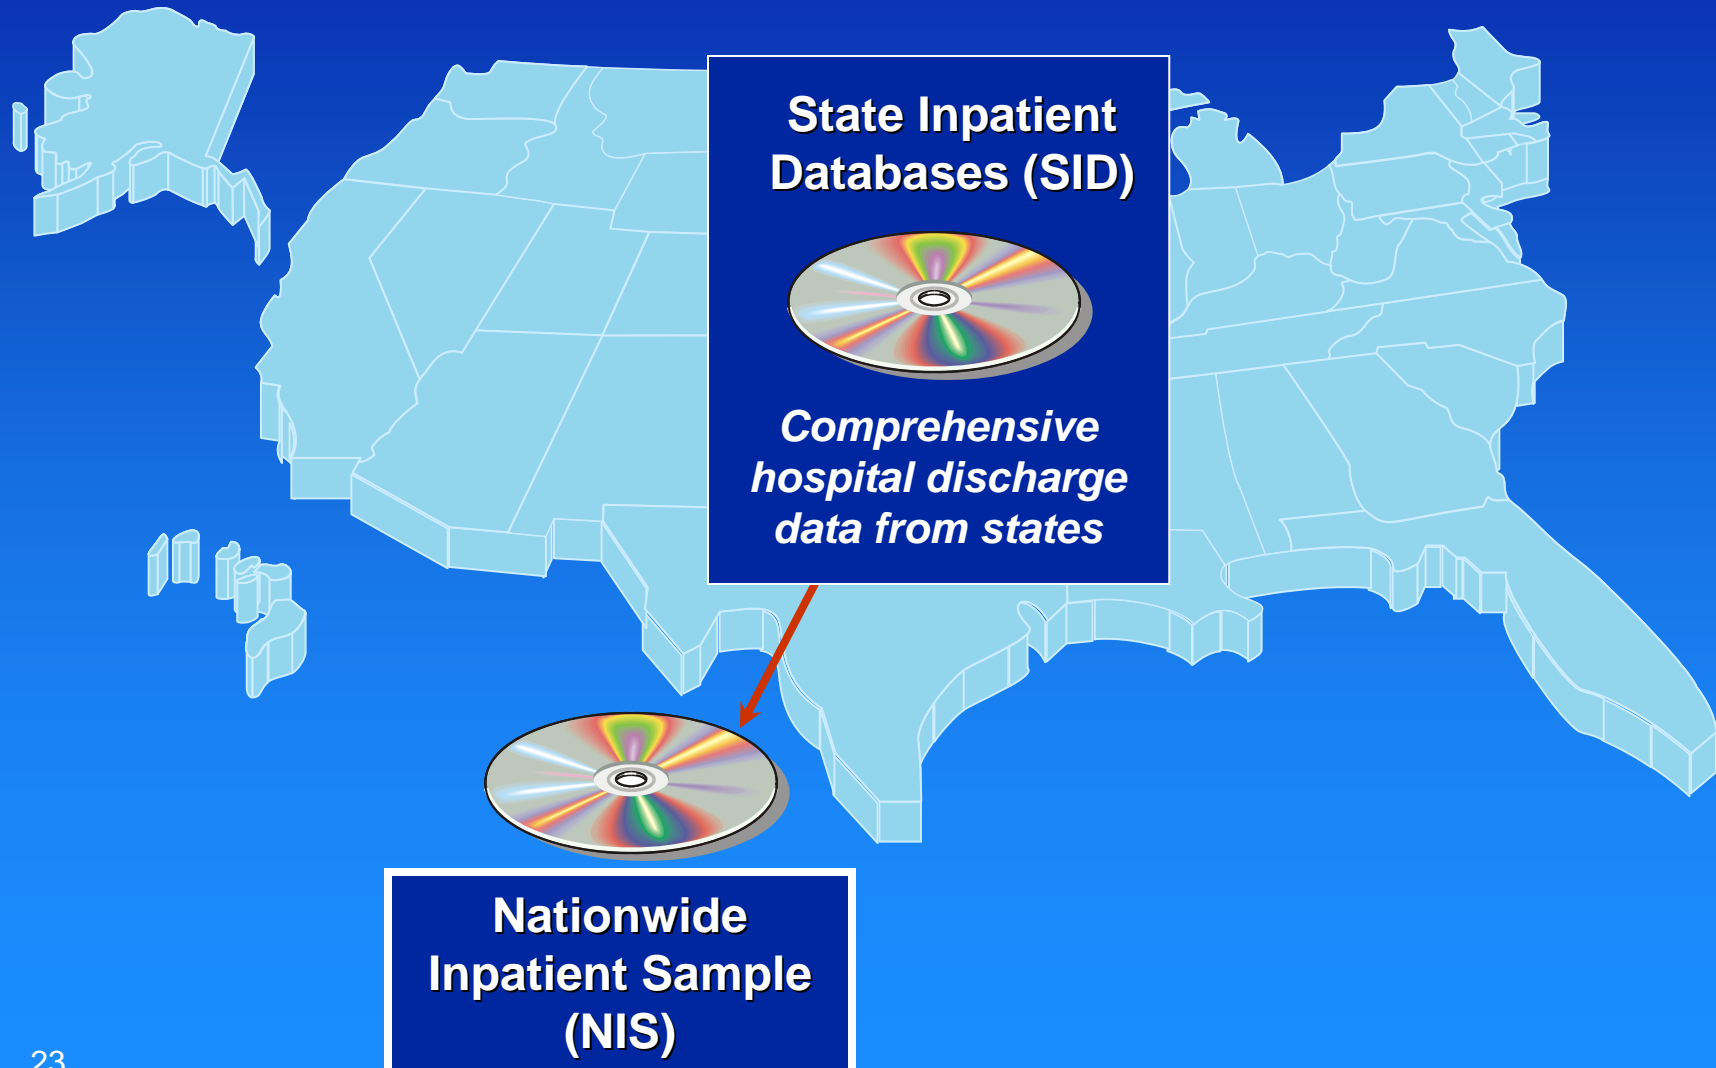 State Inpatient
Databases (SID)
Comprehensive
hospital discharge
data from states
Nationwide
Inpatient Sample
(NIS)
23